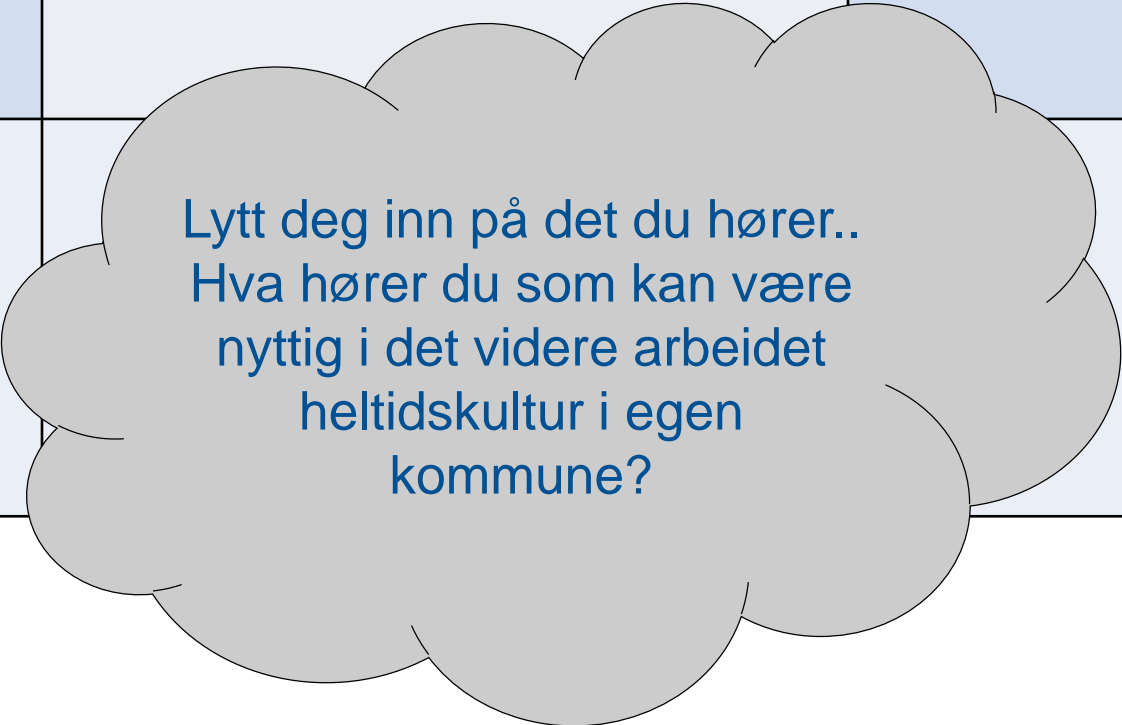 Lytt deg inn på det du hører..
Hva hører du som kan være
nyttig i det videre arbeidet
heltidskultur i egen
kommune?